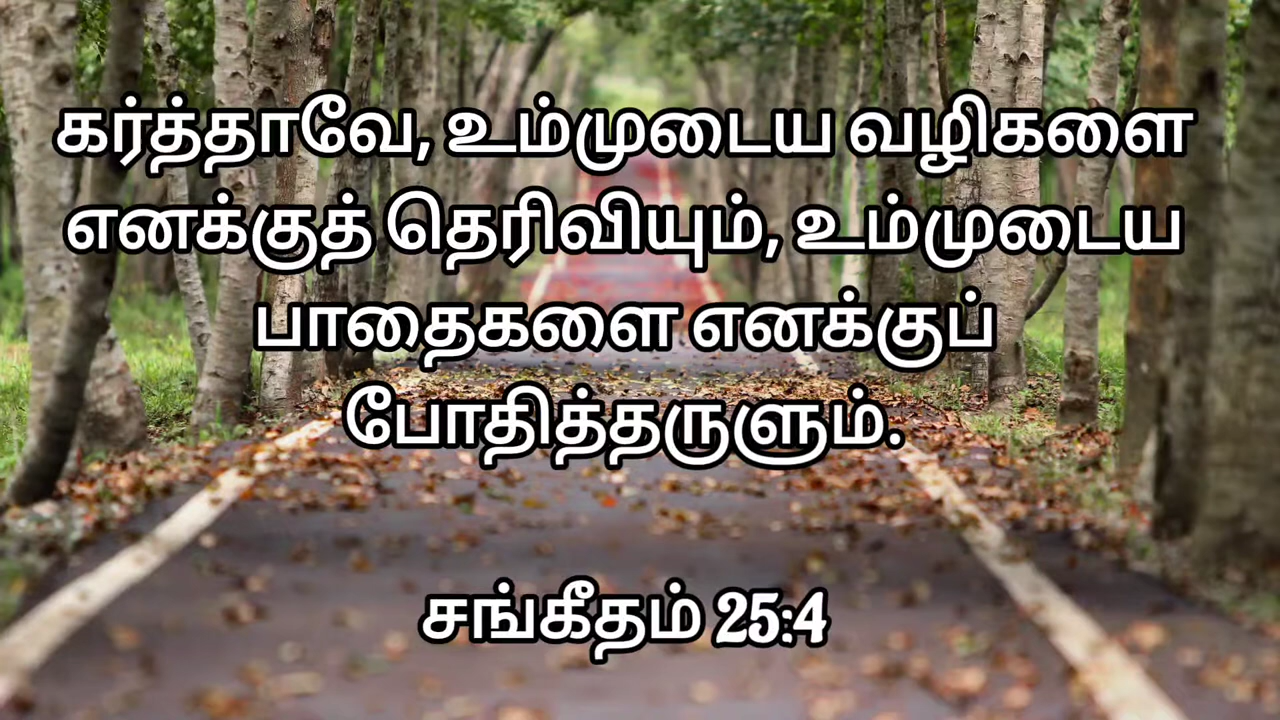 கர்த்தாவே, உம்முடைய வழிகளை
எனக்குத் தெரிவியும், உம்முடைய
பாதைகளை எனக்குப்
போதித்தருளும்.
சங்கீதம் 25:4